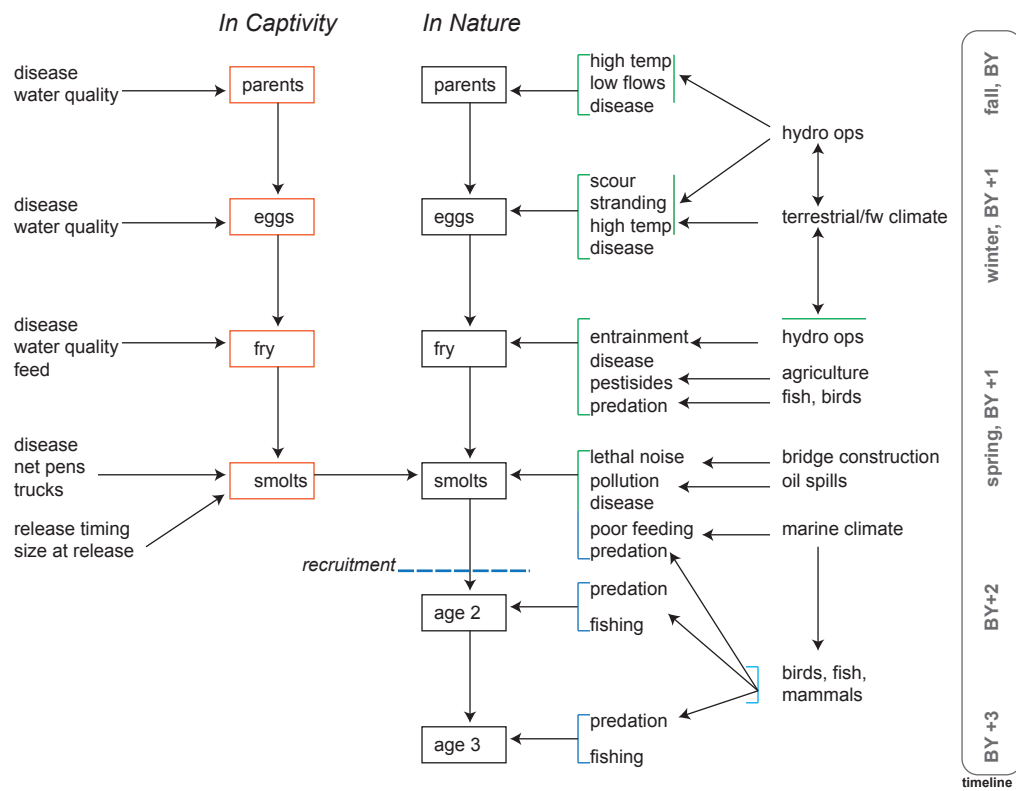 In Captivity
In Nature
disease
water quality
parents
parents
high temp
low flows
disease
hydro ops
disease
water quality
eggs
eggs
scour
stranding
high temp
disease
terrestrial/fw climate
disease
water quality
feed
fry
fry
entrainment
disease
pestisides
predation
hydro ops
agriculture
fish, birds
disease
net pens
trucks
release timing
size at release
smolts
smolts
lethal noise
pollution
disease
poor feeding
predation
bridge construction
oil spills
marine climate
recruitment
age 2
predation
fishing
birds, fish,
mammals
age 3
predation
fishing
fall, BY
winter, BY +1
spring, BY +1
BY+2
BY +3
timeline